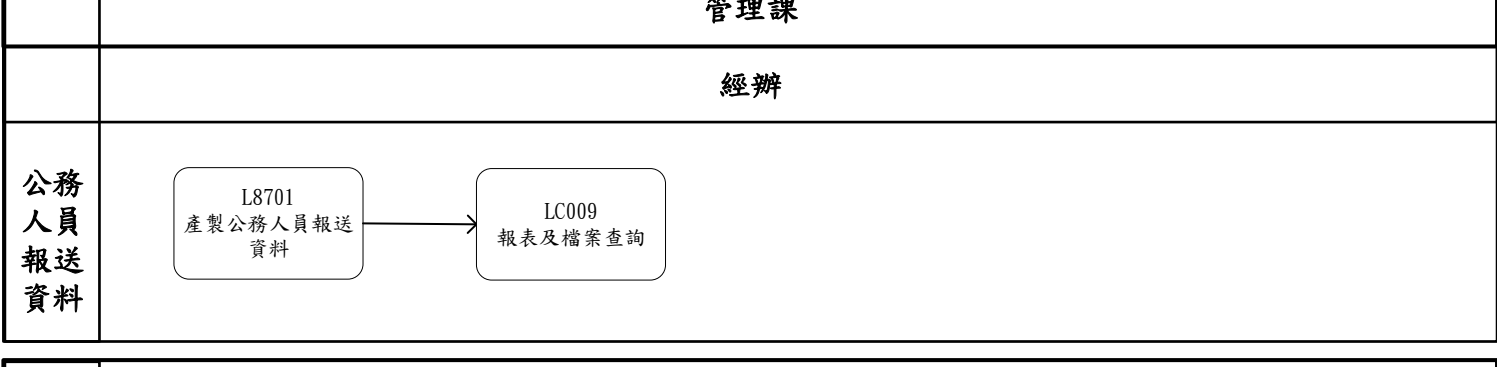 管理課
經辦
公務
人員
報送
資料
L8701
產製公務人員報送
資料
LC009
報表及檔案查詢